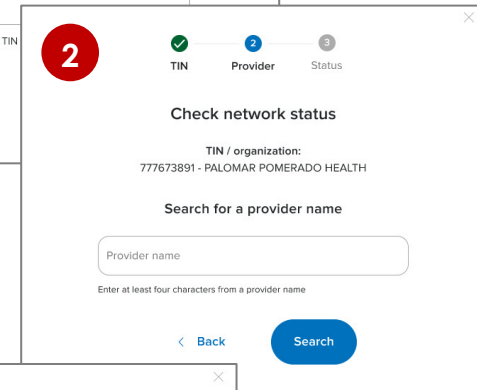 TIN
2
2
3
TIN
Provider
Status
Check network status
TIN / organization:
777673891 - PALOMAR POMERADO HEALTH
Search for a provider name
Provider name
Enter at least four characters from a provider name
< Back
Search